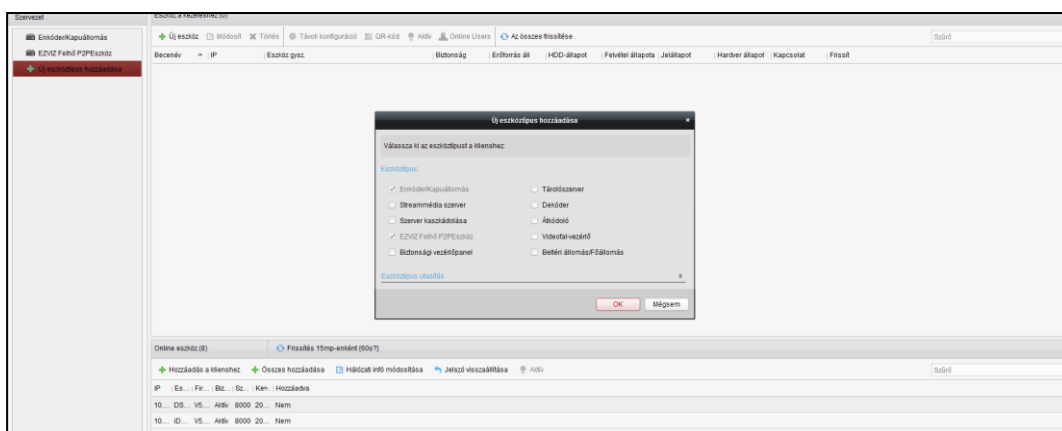 Szervezet
Eszköz a kezeléshez (0)
Enkóder/Kapuállomás
EZVIZ Felhő P2PEszköz
Új eszköztípus hozzáadása
Új eszköz Módosít Törlés Távoli konfiguráció QR-kód Aktív Online Users Az összes frissítése Szűrő
Becenév IP Eszköz gysz. Biztonság Erőforrás áll HDD-állapot Felvétel állapota Jelállapot Hardver állapot Kapcsolat Frissít
Új eszköztípus hozzáadása ×
Válassza ki az eszköztípust a klienshez:
Eszköztípus
Enkóder/Kapuállomás Tárolószerver
Streammédia szerver Dekóder
Szerver kaszkádolása Átkódoló
EZVIZ Felhő P2PEszköz Videofal-vezérlő
Biztonsági vezérlőpanel Beltéri állomás/Főállomás
Eszköztípus utasítás
OK Mégsem
Online eszköz (8) Frissítés 15mp-enként (60s?)
Hozzáadás a klienshez Összes hozzáadása Hálózati infó módosítása Jelszó visszaállítása Aktív Szűrő
IP Es... Fir... Biz... Sz... Ken. Hozzáadva
10.... DS... V5.... Aktív 8000 20... Nem
10.... iD... V5.... Aktív 8000 20... Nem